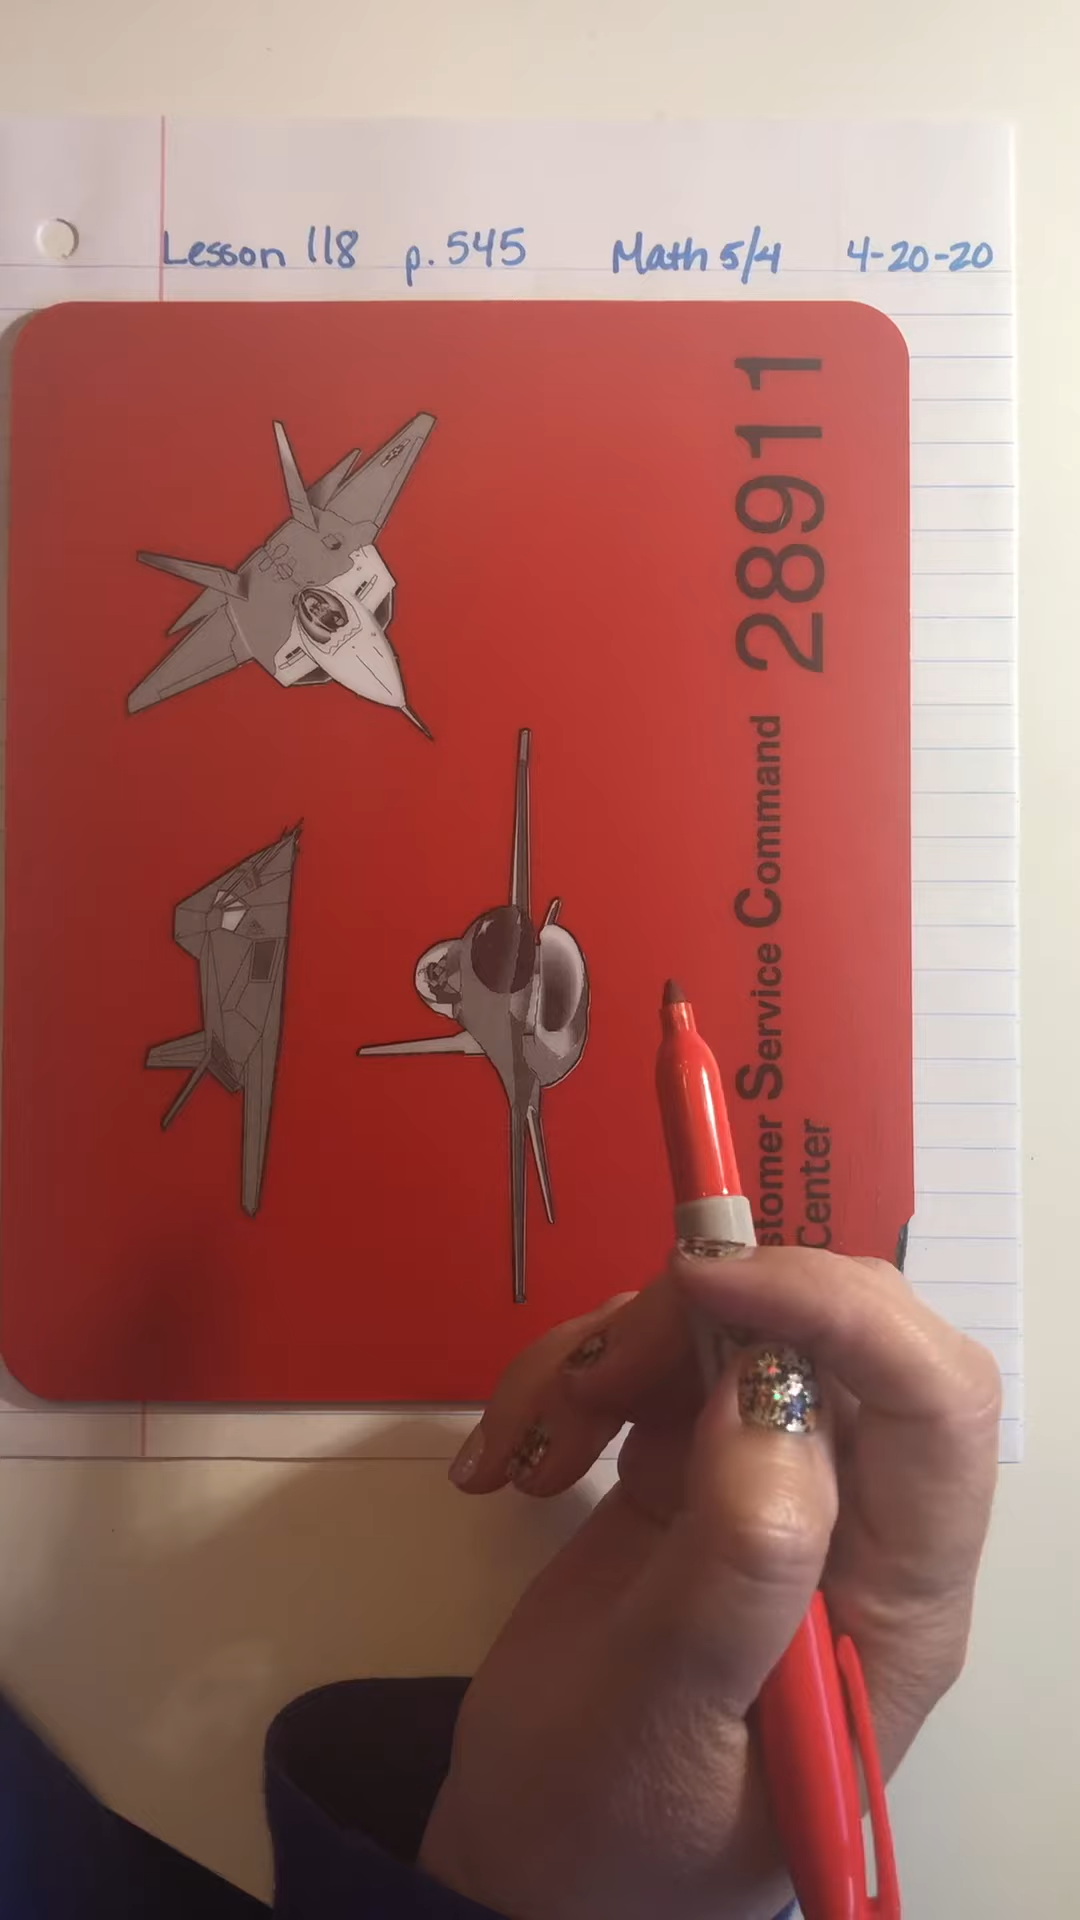 Lesson 118 p. 545 Math 5/4 4-20-20
stomer Service Command 28911
Center